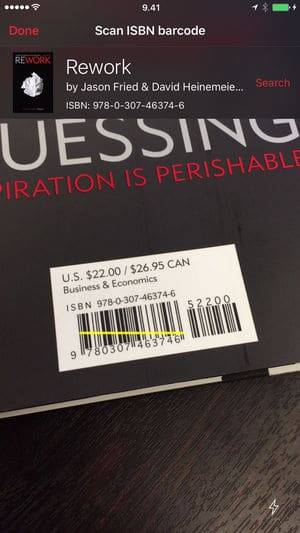 9.41
Done
Scan ISBN barcode
REWORK
Rework
by Jason Fried & David Heinemeie...
Search
ISBN: 978-0-307-46374-6
UESSING
PIRATION IS PERISHABLE
U.S. $22.00 / $26.95 CAN
Business & Economics
ISBN 978-0-307-46374-6
52200
9 780307 463746